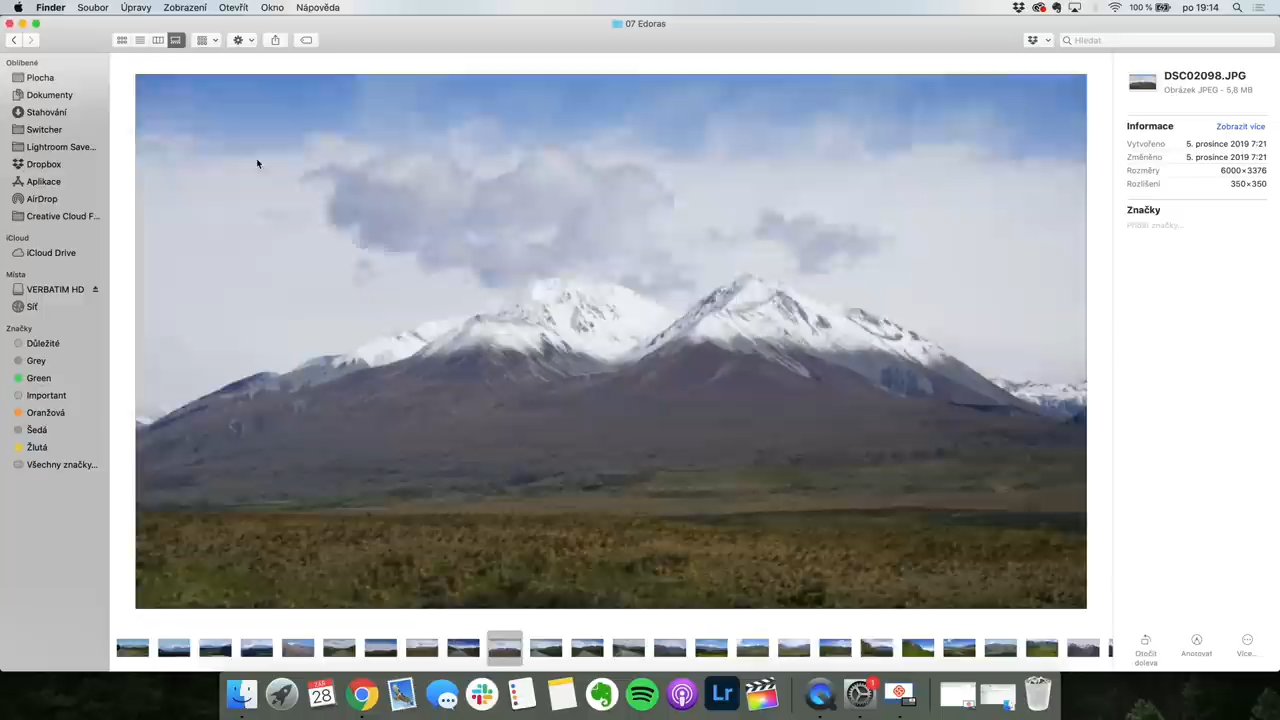 Finder Soubor Úpravy Zobrazení Otevřít Okno Nápověda 100 % po 19:14
07 Edoras
Hledat
Oblíbené
Plocha
Dokumenty
Stahování
Switcher
Lightroom Save...
Dropbox
Aplikace
AirDrop
Creative Cloud F...
iCloud
iCloud Drive
Místa
VERBATIM HD
Síť
Značky
Důležité
Grey
Green
Important
Oranžová
Šedá
Žlutá
Všechny značky...
DSC02098.JPG
Obrázek JPEG - 5,8 MB
Informace Zobrazit více
Vytvořeno 5. prosince 2019 7:21
Změněno 5. prosince 2019 7:21
Rozměry 6000×3376
Rozlišení 350×350
Značky
Přidat značky...
Otočit doleva
Anotovat
Více...
28
Lr
1